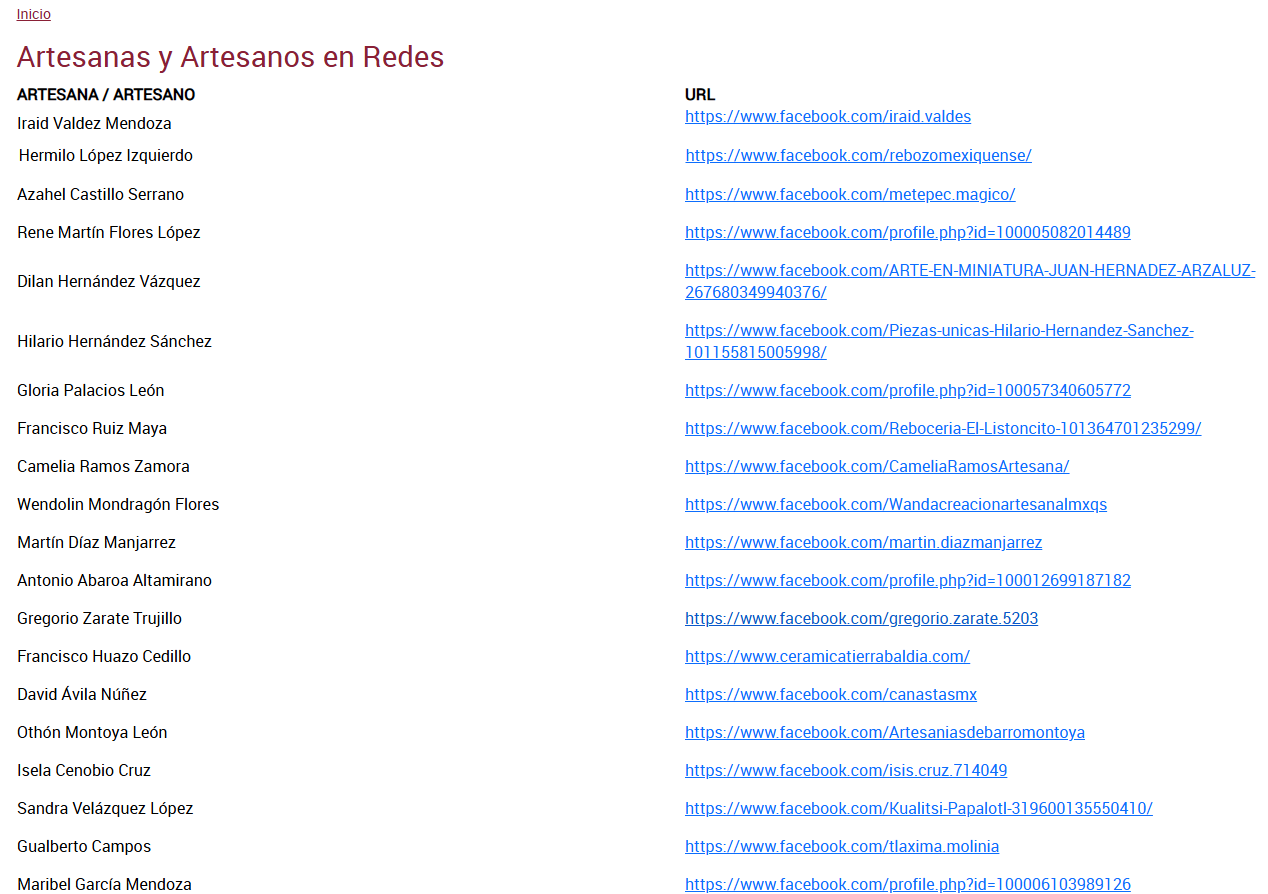 Inicio
Artesanas y Artesanos en Redes
ARTESANA / ARTESANO URL
Iraid Valdez Mendoza https://www.facebook.com/iraid.valdes
Hermilo López Izquierdo https://www.facebook.com/rebozomexiquense/
Azahel Castillo Serrano https://www.facebook.com/metepec.magico/
Rene Martín Flores López https://www.facebook.com/profile.php?id=100005082014489
Dilan Hernández Vázquez https://www.facebook.com/ARTE-EN-MINIATURA-JUAN-HERNADEZ-ARZALUZ-
267680349940376/
Hilario Hernández Sánchez https://www.facebook.com/Piezas-unicas-Hilario-Hernandez-Sanchez-
101155815005998/
Gloria Palacios León https://www.facebook.com/profile.php?id=100057340605772
Francisco Ruiz Maya https://www.facebook.com/Reboceria-El-Listoncito-101364701235299/
Camelia Ramos Zamora https://www.facebook.com/CameliaRamosArtesana/
Wendolin Mondragón Flores https://www.facebook.com/Wandacreacionartesanalmxqs
Martín Díaz Manjarrez https://www.facebook.com/martin.diazmanjarrez
Antonio Abaroa Altamirano https://www.facebook.com/profile.php?id=100012699187182
Gregorio Zarate Trujillo https://www.facebook.com/gregorio.zarate.5203
Francisco Huazo Cedillo https://www.ceramicatierrabaldia.com/
David Ávila Núñez https://www.facebook.com/canastasmx
Othón Montoya León https://www.facebook.com/Artesaniasdebarromontoya
Isela Cenobio Cruz https://www.facebook.com/isis.cruz.714049
Sandra Velázquez López https://www.facebook.com/Kualitsi-Papalotl-319600135550410/
Gualberto Campos https://www.facebook.com/tlaxima.molinia
Maribel García Mendoza https://www.facebook.com/profile.php?id=100006103989126